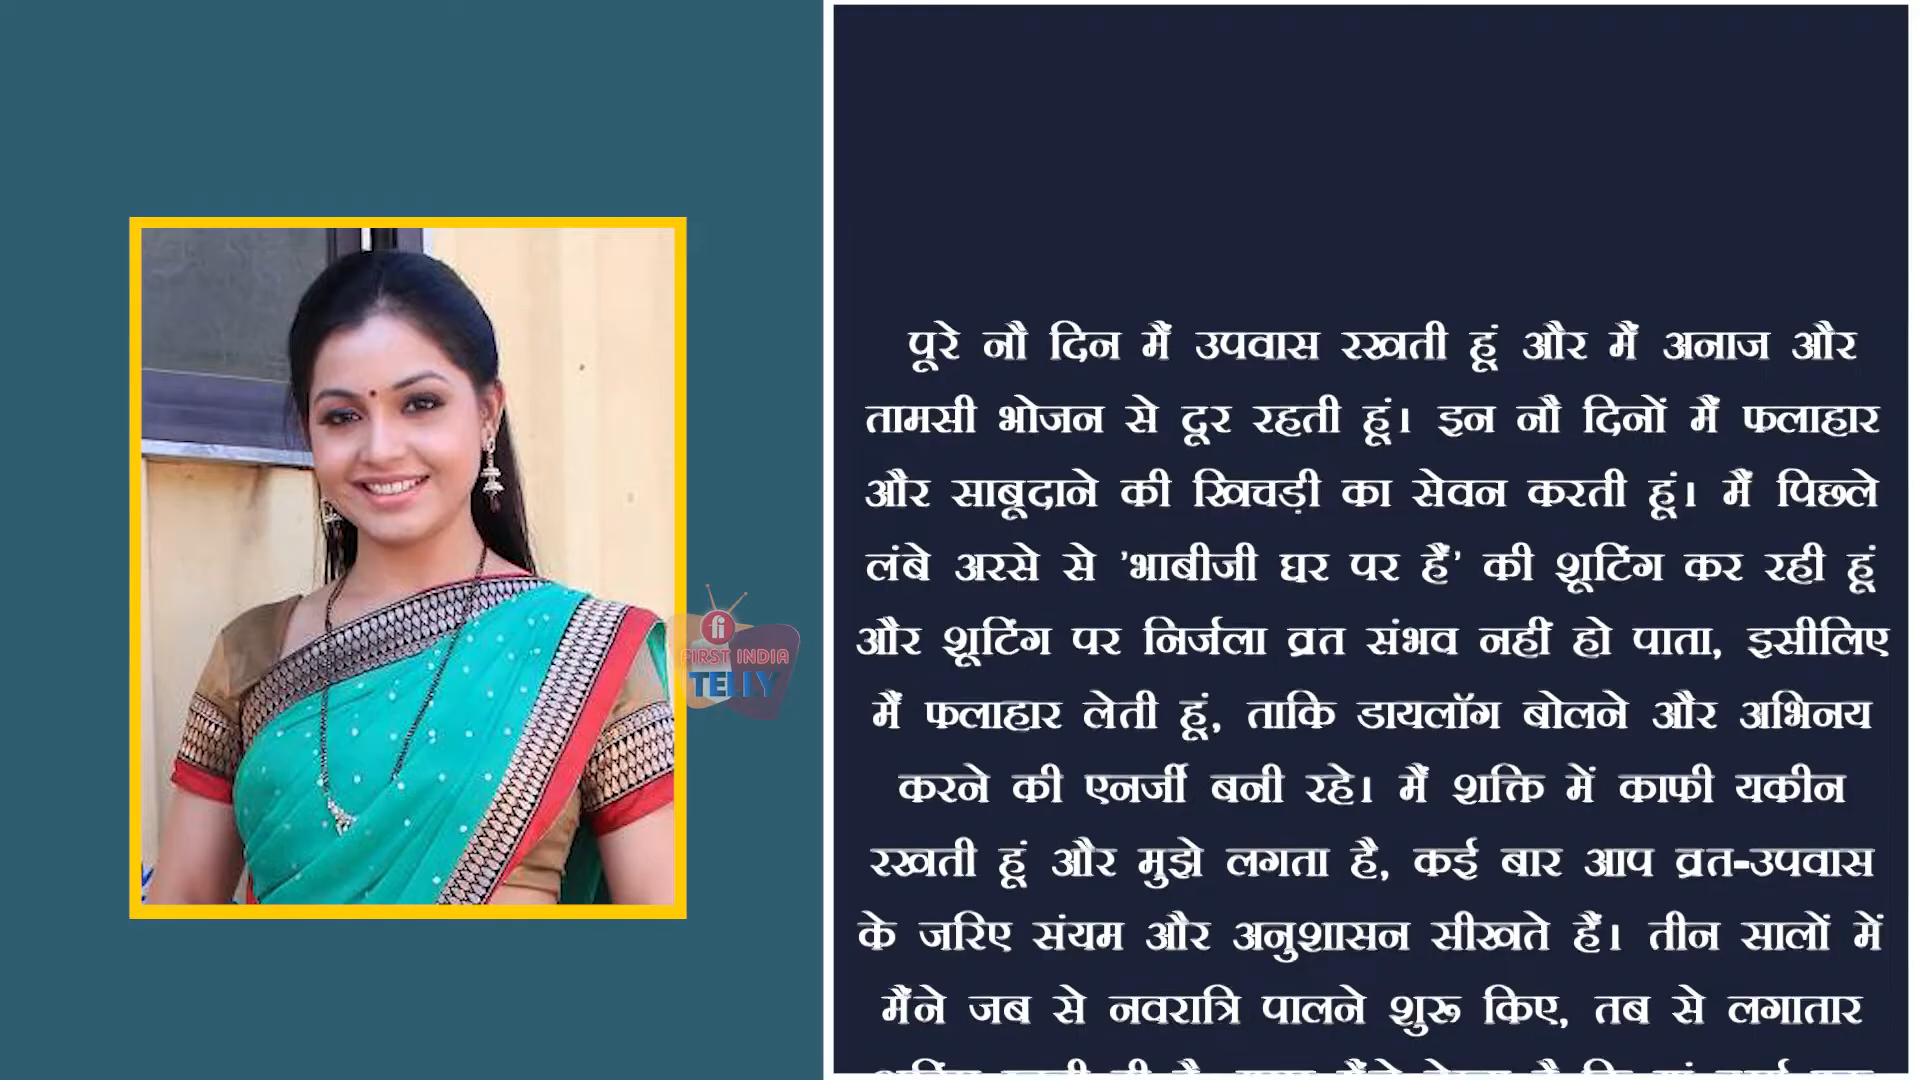 पूरे नौ दिन मैं उपवास रखती हूं और मैं अनाज और
तामसी भोजन से दूर रहती हूं। इन नौ दिनों मैं फलाहार
और साबूदाने की खिचड़ी का सेवन करती हूं। मैं पिछले
लंबे अरसे से 'भाबीजी घर पर हैं' की शूटिंग कर रही हूं
और शूटिंग पर निर्जला व्रत संभव नहीं हो पाता, इसीलिए
मैं फलाहार लेती हूं, ताकि डायलॉग बोलने और अभिनय
करने की एनर्जी बनी रहे। मैं शक्ति में काफी यकीन
रखती हूं और मुझे लगता है, कई बार आप व्रत-उपवास
के जरिए संयम और अनुशासन सीखते हैं। तीन सालों में
मैंने जब से नवरात्रि पालने शुरू किए, तब से लगातार
fi
FIRST INDIA
TELLY